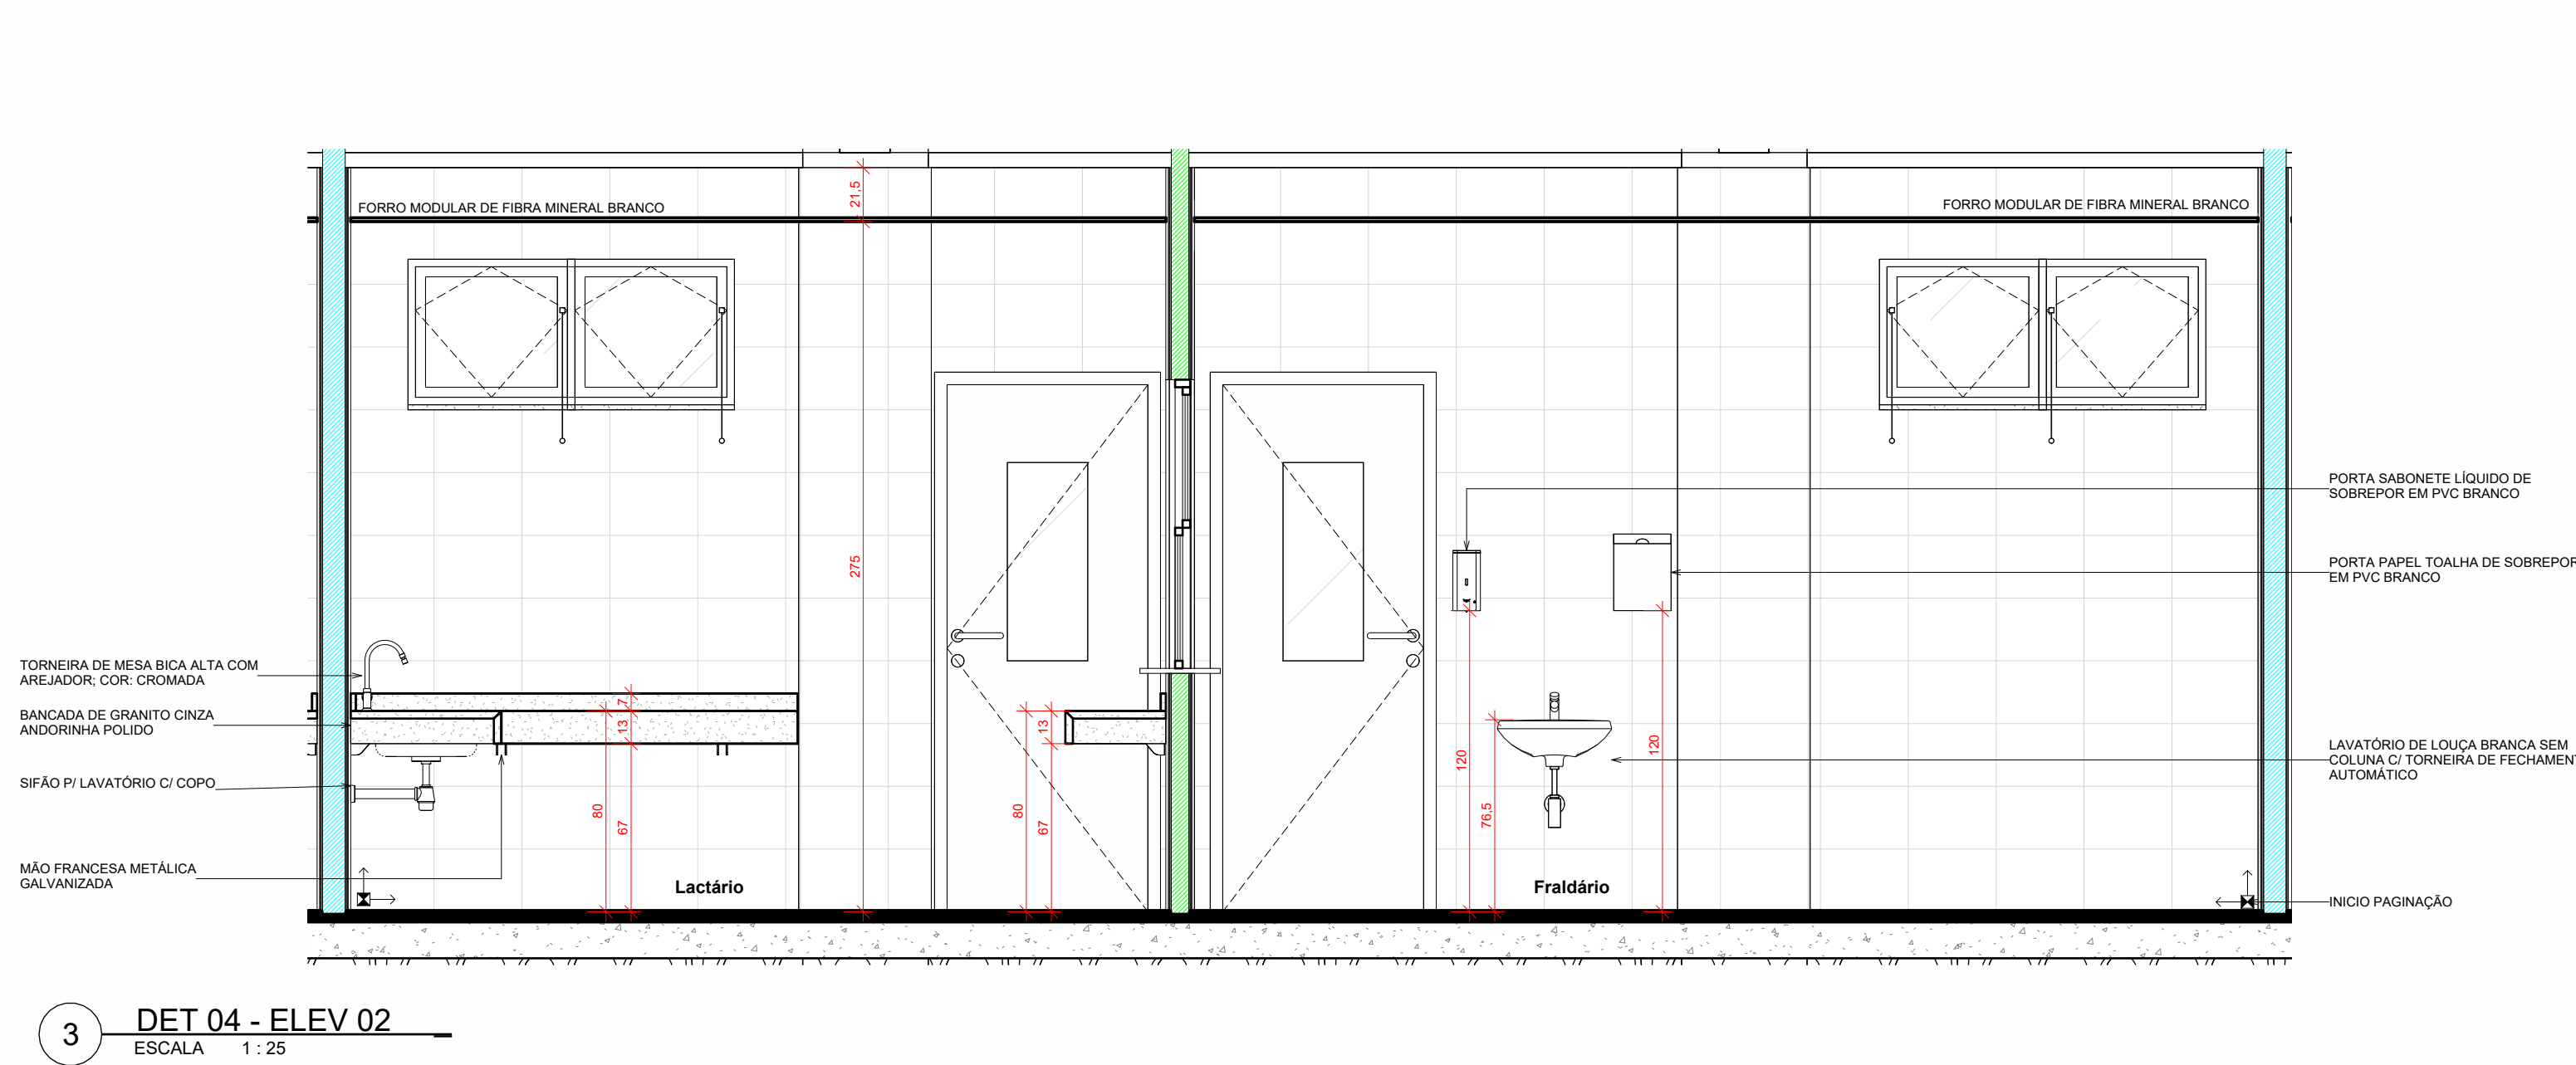 FORRO MODULAR DE FIBRA MINERAL BRANCO
FORRO MODULAR DE FIBRA MINERAL BRANCO
21,5
275
PORTA SABONETE LÍQUIDO DE
SOBREPOR EM PVC BRANCO
PORTA PAPEL TOALHA DE SOBREPOR
EM PVC BRANCO
TORNEIRA DE MESA BICA ALTA COM
AREJADOR; COR: CROMADA
BANCADA DE GRANITO CINZA
ANDORINHA POLIDO
SIFÃO P/ LAVATÓRIO C/ COPO
MÃO FRANCESA METÁLICA
GALVANIZADA
7
13
80
67
13
80
67
120
76,5
120
LAVATÓRIO DE LOUÇA BRANCA SEM
COLUNA C/ TORNEIRA DE FECHAMEN
AUTOMÁTICO
Lactário
Fraldário
INICIO PAGINAÇÃO
3
DET 04 - ELEV 02
ESCALA 1 : 25